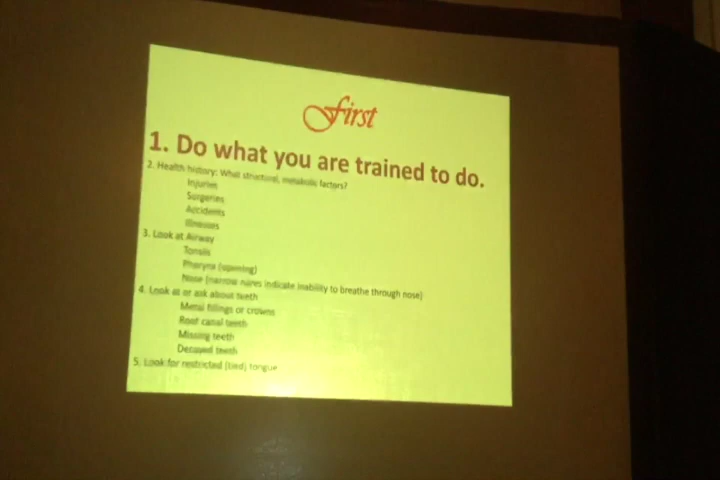 First
1. Do what you are trained to do.
2. Health history: What structural, metabolic factors?
Injuries
Surgeries
Accidents
Illnesses
3. Look at Airway
Tonsils
Pharynx (opening)
Nose (narrow nares indicate inability to breathe through nose)
4. Look at or ask about teeth
Metal fillings or crowns
Root canal teeth
Missing teeth
Decayed teeth
5. Look for restricted (tied) tongue